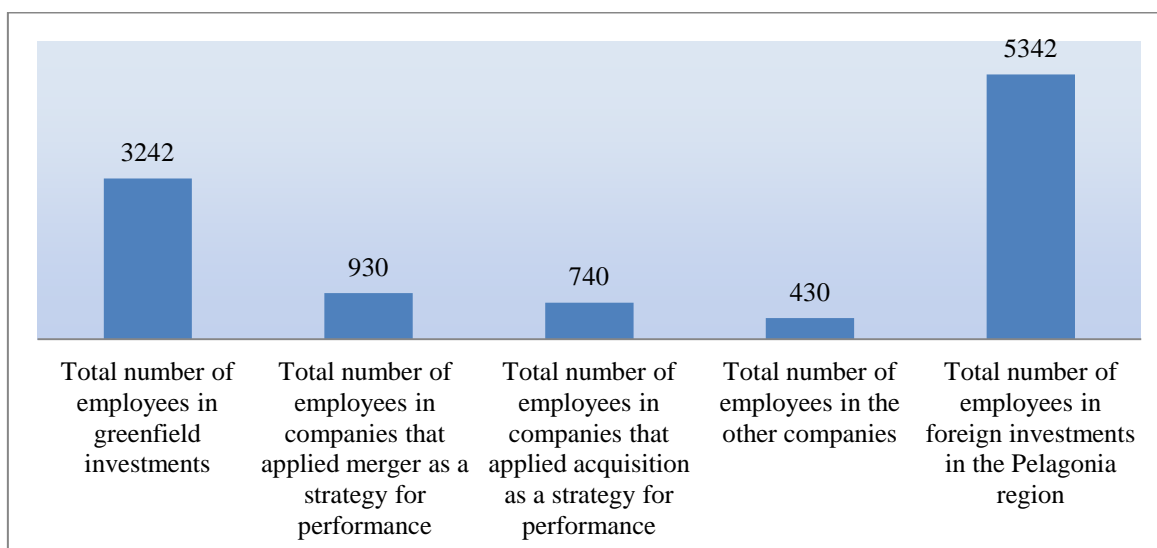 5342
3242
930
740
430
Total number of
employees in
greenfield
investments
Total number of
employees in
companies that
applied merger as a
strategy for
performance
Total number of
employees in
companies that
applied acquisition
as a strategy for
performance
Total number of
employees in the
other companies
Total number of
employees in
foreign investments
in the Pelagonia
region